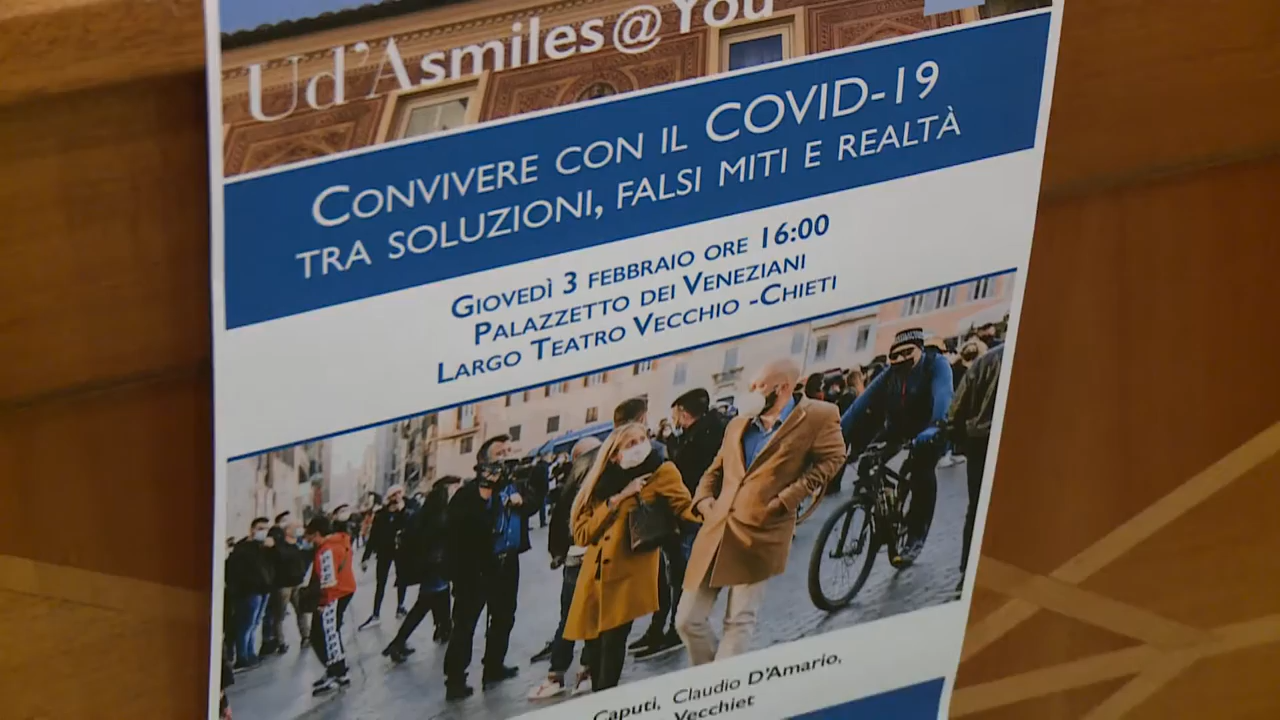 Ud'Asmiles@You
CONVIVERE CON IL COVID-19
TRA SOLUZIONI, FALSI MITI E REALTÀ
GIOVEDÌ 3 FEBBRAIO ORE 16:00
PALAZZETTO DEI VENEZIANI
LARGO TEATRO VECCHIO -CHIETI
Caputi, Claudio D'Amario,
Vecchiet